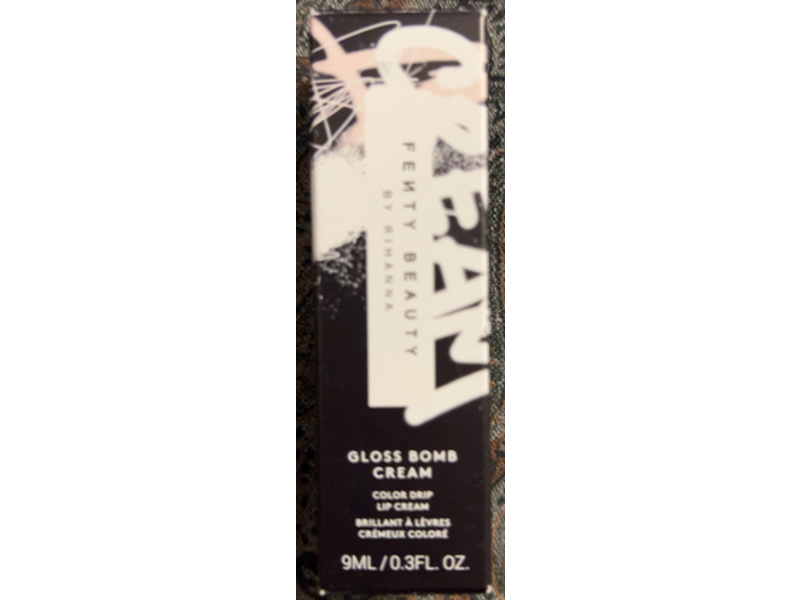 CREAM
FEИTY BEAUTY
BY RIHANNA
GLOSS BOMB
CREAM
COLOR DRIP
LIP CREAM
BRILLANT À LÈVRES
CRÉMEUX COLORÉ
9ML / 0.3FL. OZ.